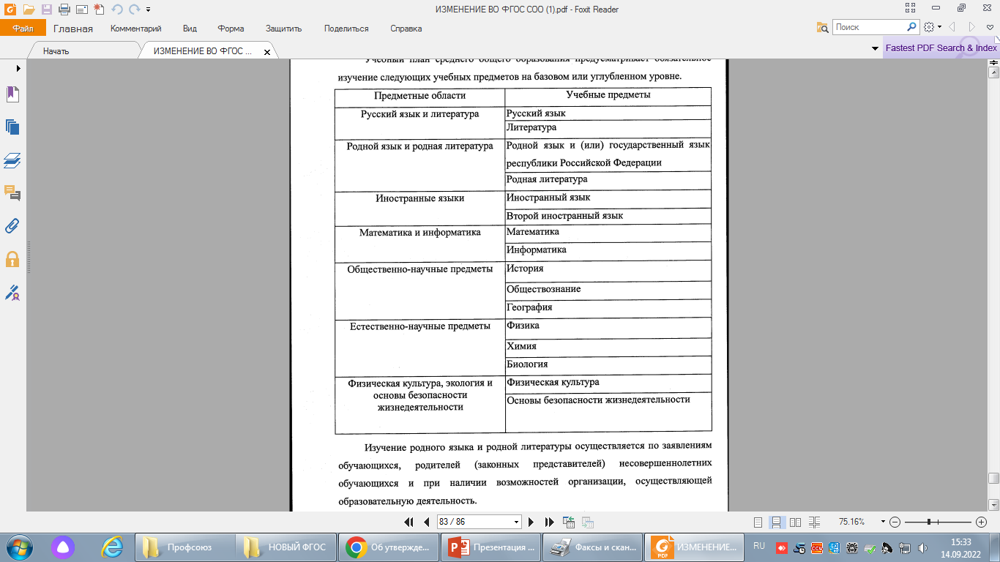 ИЗМЕНЕНИЕ ВО ФГОС СОО (1).pdf - Foxit Reader
Файл Главная Комментарий Вид Форма Защитить Поделиться Справка Поиск
Начать ИЗМЕНЕНИЕ ВО ФГОС ... Fastest PDF Search & Index
Учебный план среднего общего образования предусматривает обязательное
изучение следующих учебных предметов на базовом или углубленном уровне.
Предметные области Учебные предметы
Русский язык и литература Русский язык
Литература
Родной язык и родная литература Родной язык и (или) государственный язык
республики Российской Федерации
Родная литература
Иностранные языки Иностранный язык
Второй иностранный язык
Математика и информатика Математика
Информатика
Общественно-научные предметы История
Обществознание
География
Естественно-научные предметы Физика
Химия
Биология
Физическая культура, экология и Физическая культура
основы безопасности Основы безопасности жизнедеятельности
жизнедеятельности
Изучение родного языка и родной литературы осуществляется по заявлениям
обучающихся, родителей (законных представителей) несовершеннолетних
обучающихся и при наличии возможностей организации, осуществляющей
образовательную деятельность.
83 / 86 75.16%
Профсоюз НОВЫЙ ФГОС Об утвержде... Презентация ... Факсы и скан... ИЗМЕНЕНИЕ... RU 15:33
14.09.2022